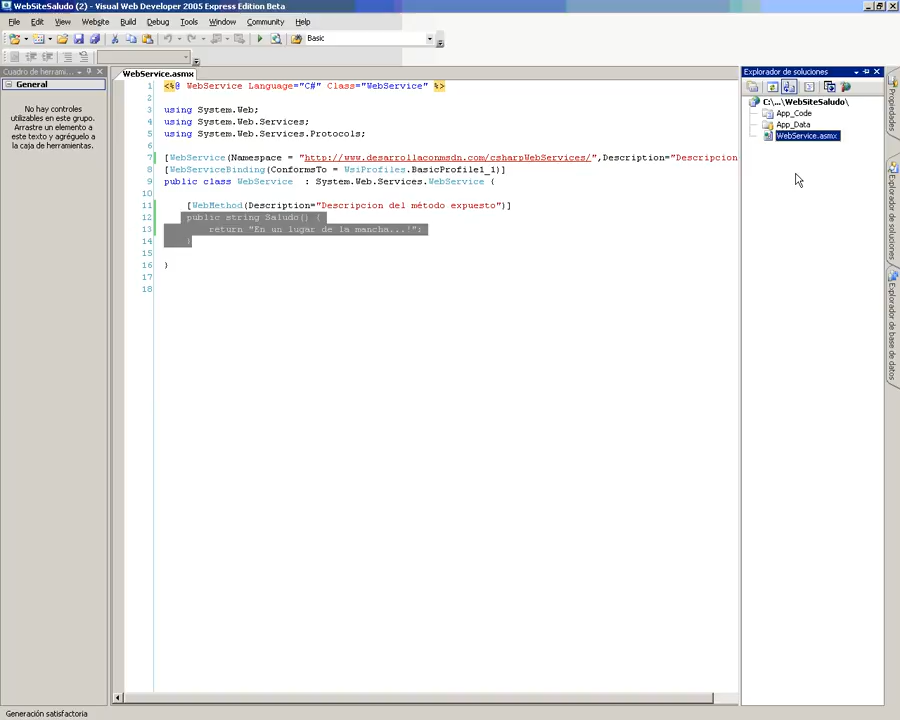 WebSiteSaludo (2) - Visual Web Developer 2005 Express Edition Beta
File Edit View Website Build Debug Tools Window Community Help
Basic
Cuadro de herrami...
General
No hay controles
utilizables en este grupo.
Arrastre un elemento a
este texto y agréguelo a
la caja de herramientas.
WebService.asmx
1 <%@ WebService Language="C#" Class="WebService" %>
2
3 using System.Web;
4 using System.Web.Services;
5 using System.Web.Services.Protocols;
6
7 [WebService(Namespace = "http://www.desarrollaconmsdn.com/csharpWebServices/",Description="Descripcion
8 [WebServiceBinding(ConformsTo = WsiProfiles.BasicProfile1_1)]
9 public class WebService : System.Web.Services.WebService {
10
11 [WebMethod(Description="Descripcion del método expuesto")]
12 public string Saludo() {
13 return "En un lugar de la mancha...!";
14 }
15
16 }
17
18
Explorador de soluciones
C:\...\WebSiteSaludo\
App_Code
App_Data
WebService.asmx
Propiedades
Explorador de soluciones
Explorador de base de datos
Generación satisfactoria